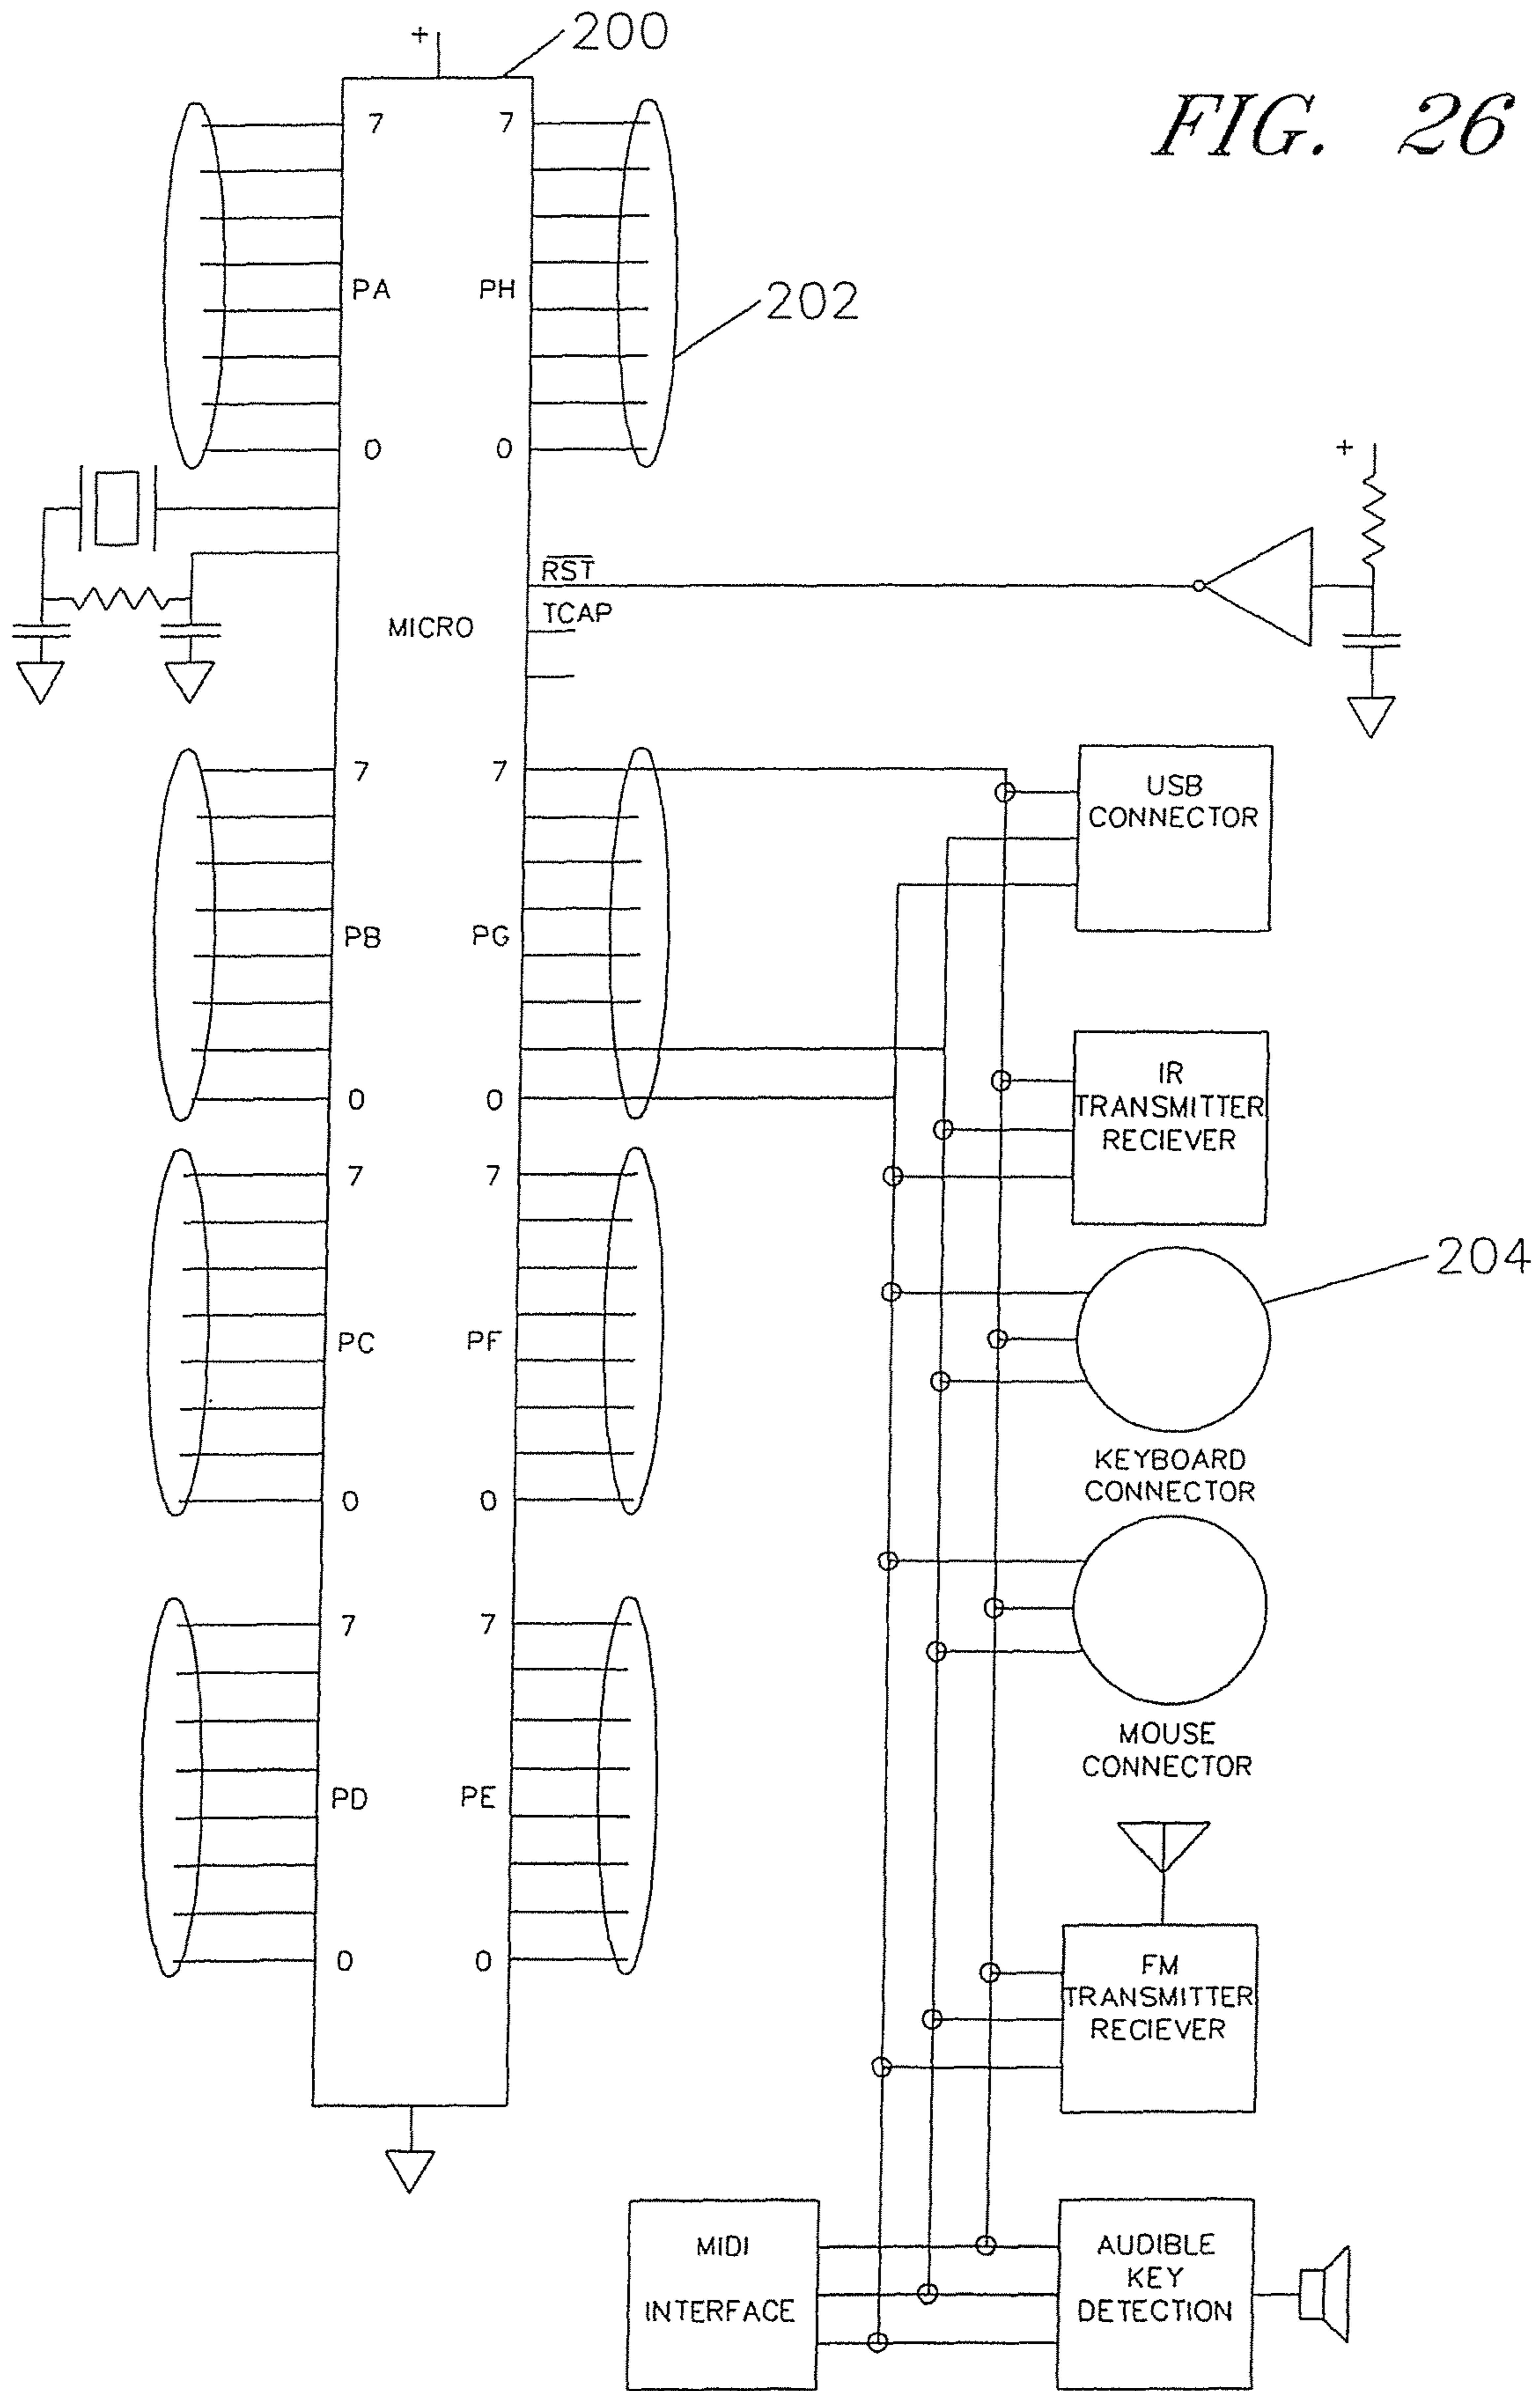 +
200
FIG. 26
7 7
PA PH
202
0 0
+
RST
TCAP
MICRO
7 7
USB
CONNECTOR
PB PG
IR
TRANSMITTER
RECIEVER
0 0
7 7
204
PC PF
KEYBOARD
CONNECTOR
0 0
7 7
MOUSE
CONNECTOR
PD PE
0 0
FM
TRANSMITTER
RECIEVER
MIDI
INTERFACE
AUDIBLE
KEY
DETECTION